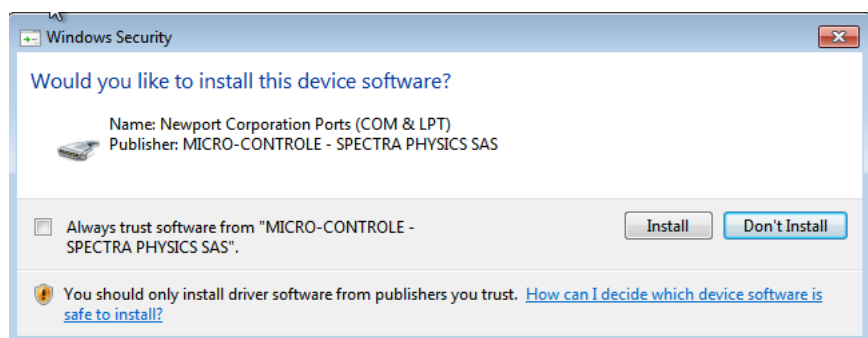 Windows Security
Would you like to install this device software?
Name: Newport Corporation Ports (COM & LPT)
Publisher: MICRO-CONTROLE - SPECTRA PHYSICS SAS
Always trust software from "MICRO-CONTROLE -
SPECTRA PHYSICS SAS".
Install
Don't Install
You should only install driver software from publishers you trust. How can I decide which device software is
safe to install?